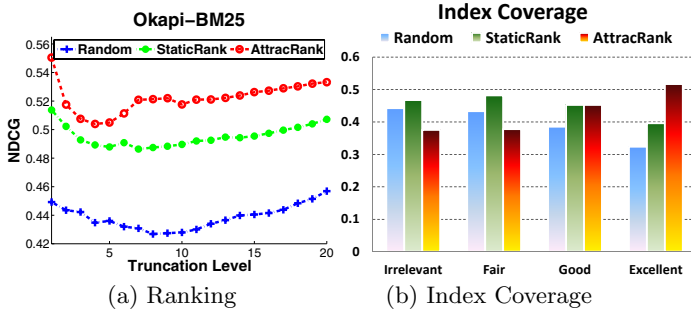 Okapi-BM25
Random StaticRank AttracRank
NDCG
0.56
0.54
0.52
0.5
0.48
0.46
0.44
0.42
5 10 15 20
Truncation Level
(a) Ranking
Index Coverage
Random StaticRank AttracRank
0.6
0.5
0.4
0.3
0.2
0.1
0
Irrelevant Fair Good Excellent
(b) Index Coverage